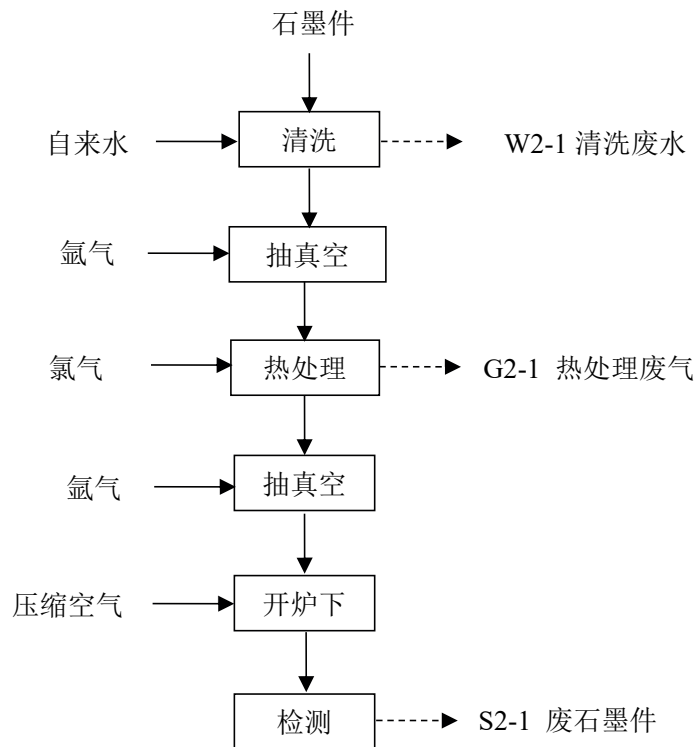 石墨件
自来水
清洗
W2-1 清洗废水
氩气
抽真空
氯气
热处理
G2-1 热处理废气
氩气
抽真空
压缩空气
开炉下
检测
S2-1 废石墨件